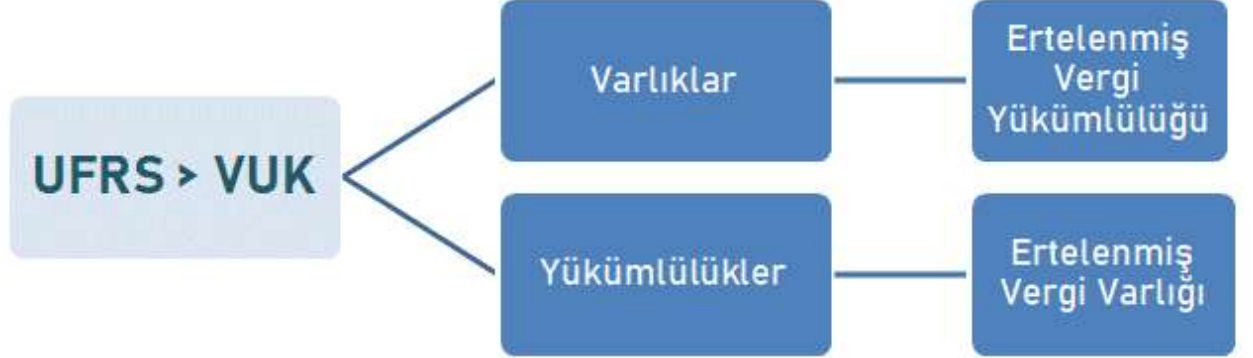 UFRS > VUK
Varlıklar
Ertelenmiş
Vergi
Yükümlülüğü
Yükümlülükler
Ertelenmiş
Vergi Varlığı